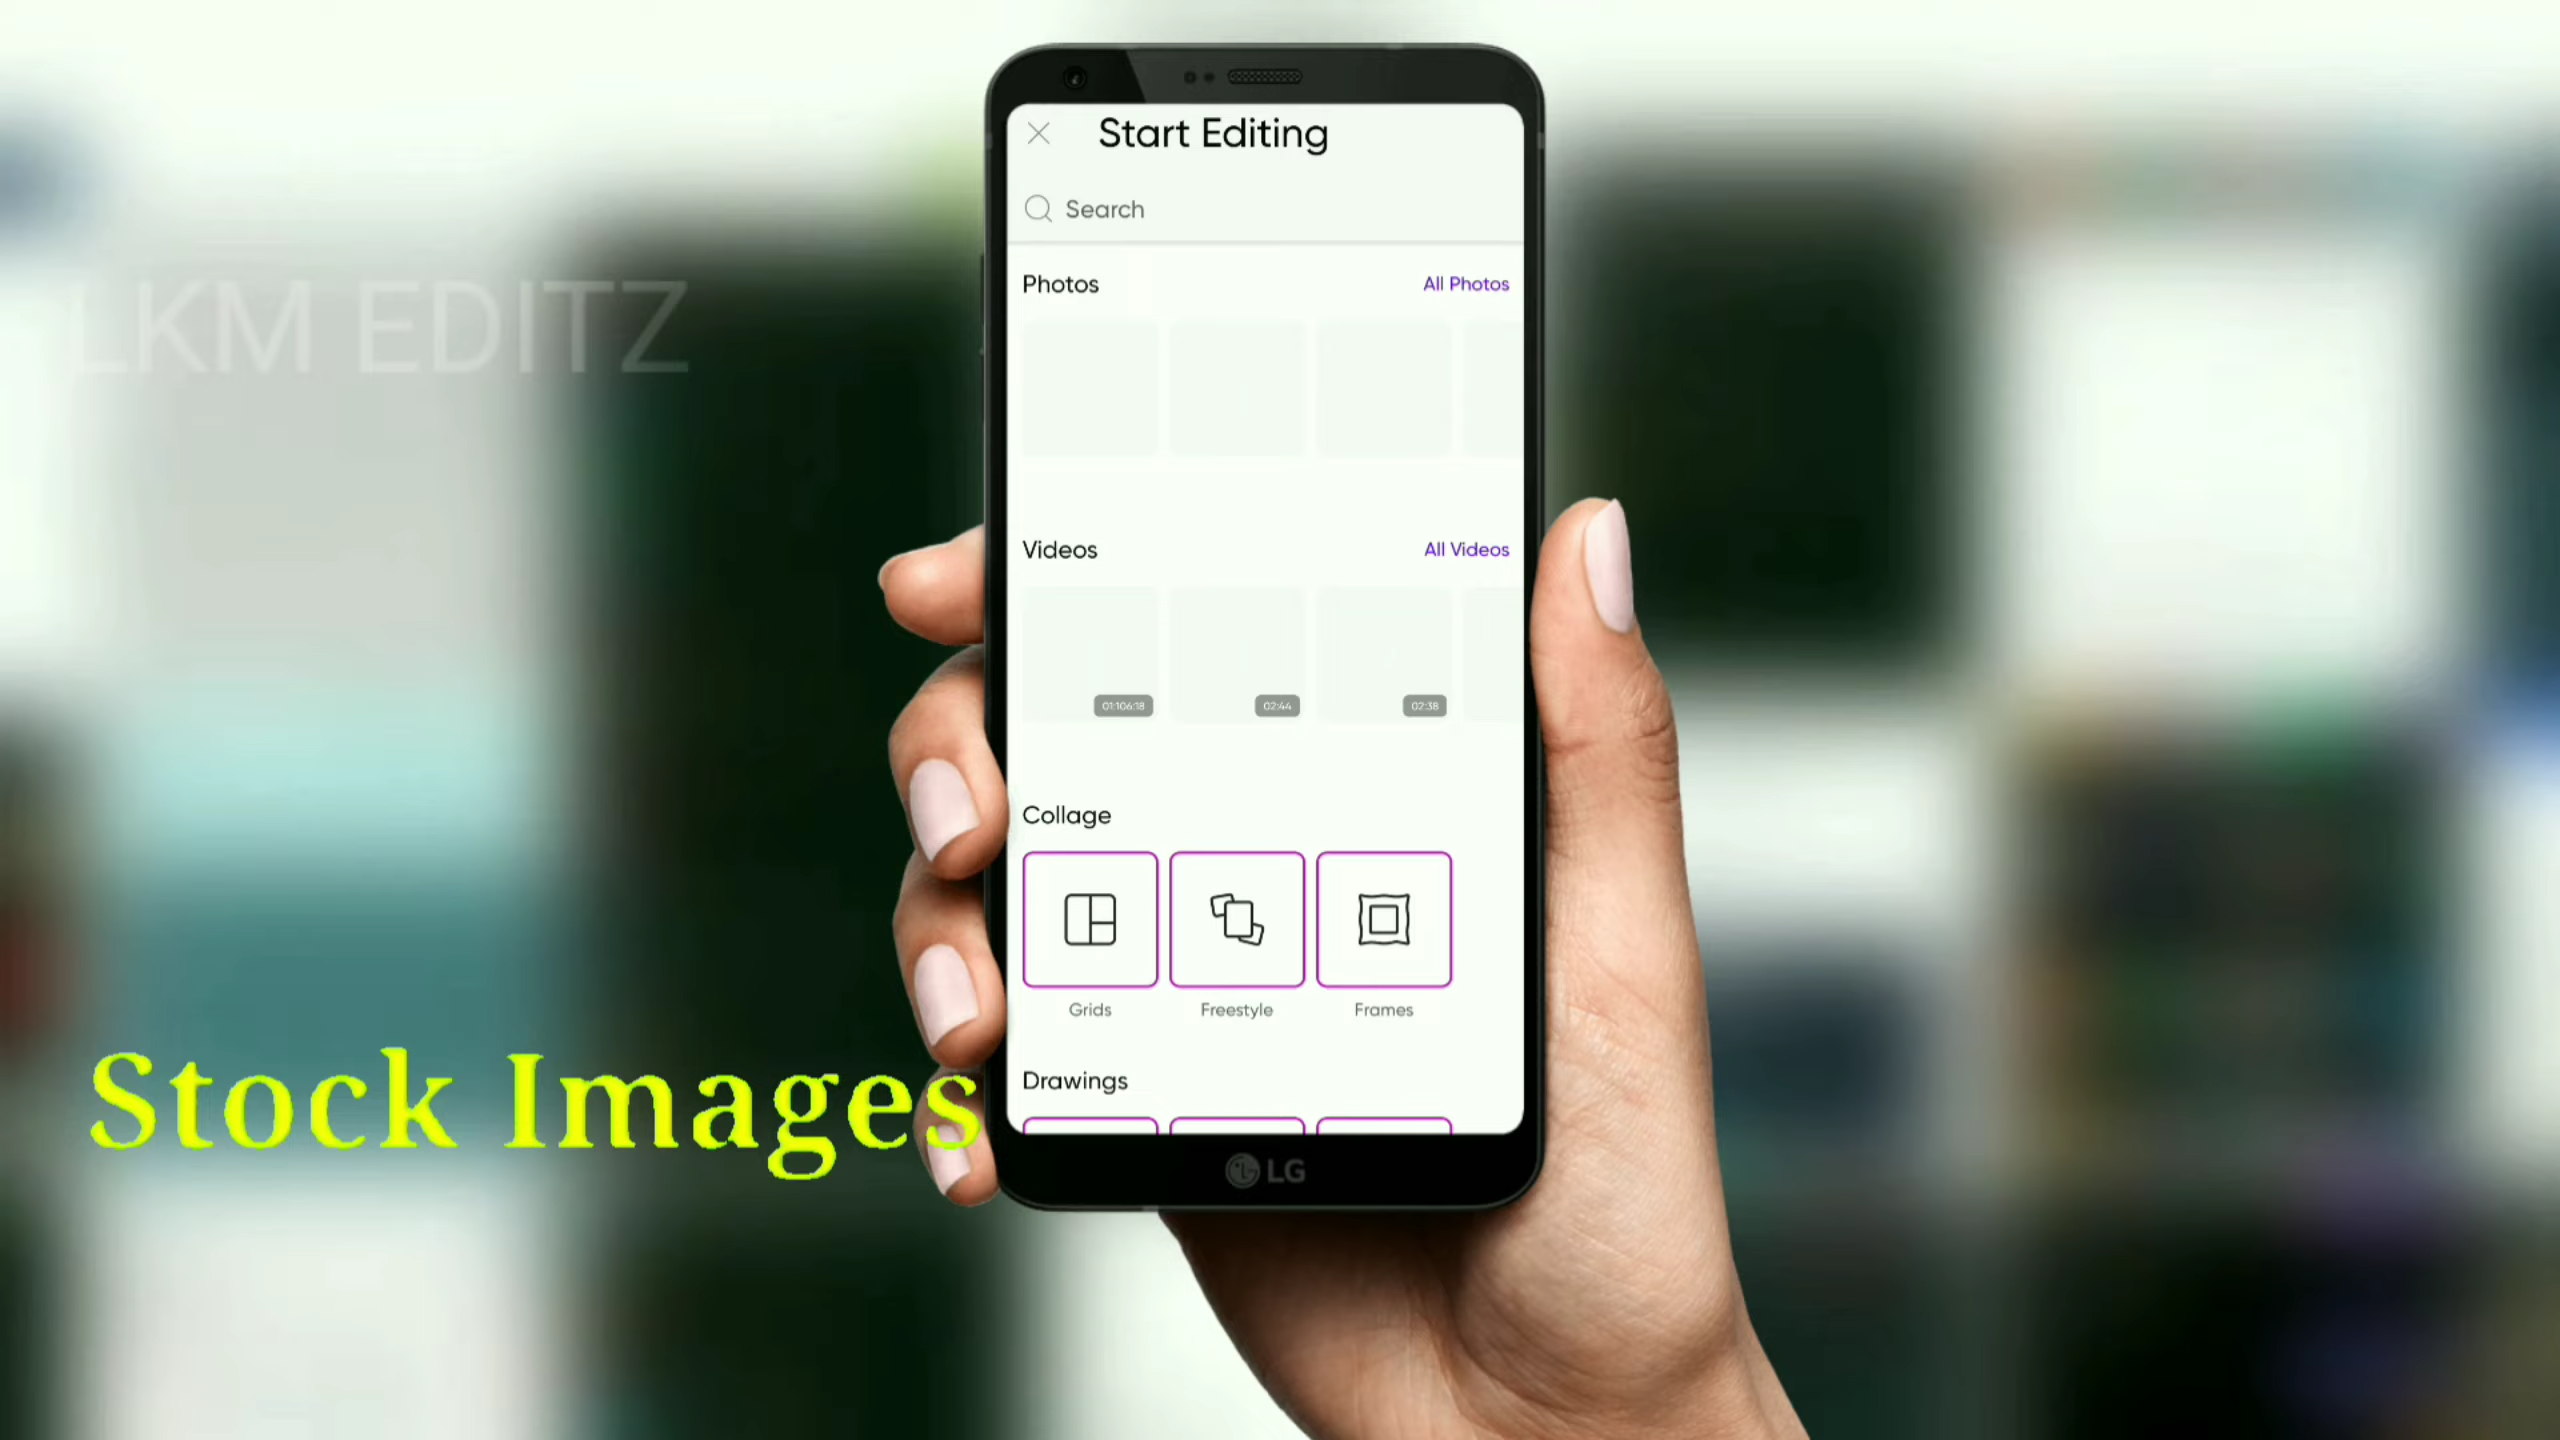 Start Editing
Search
Photos
All Photos
LKM EDITZ
Videos
All Videos
01:106:18
02:44
02:38
Collage
Grids
Freestyle
Frames
Drawings
Stock Images
LG